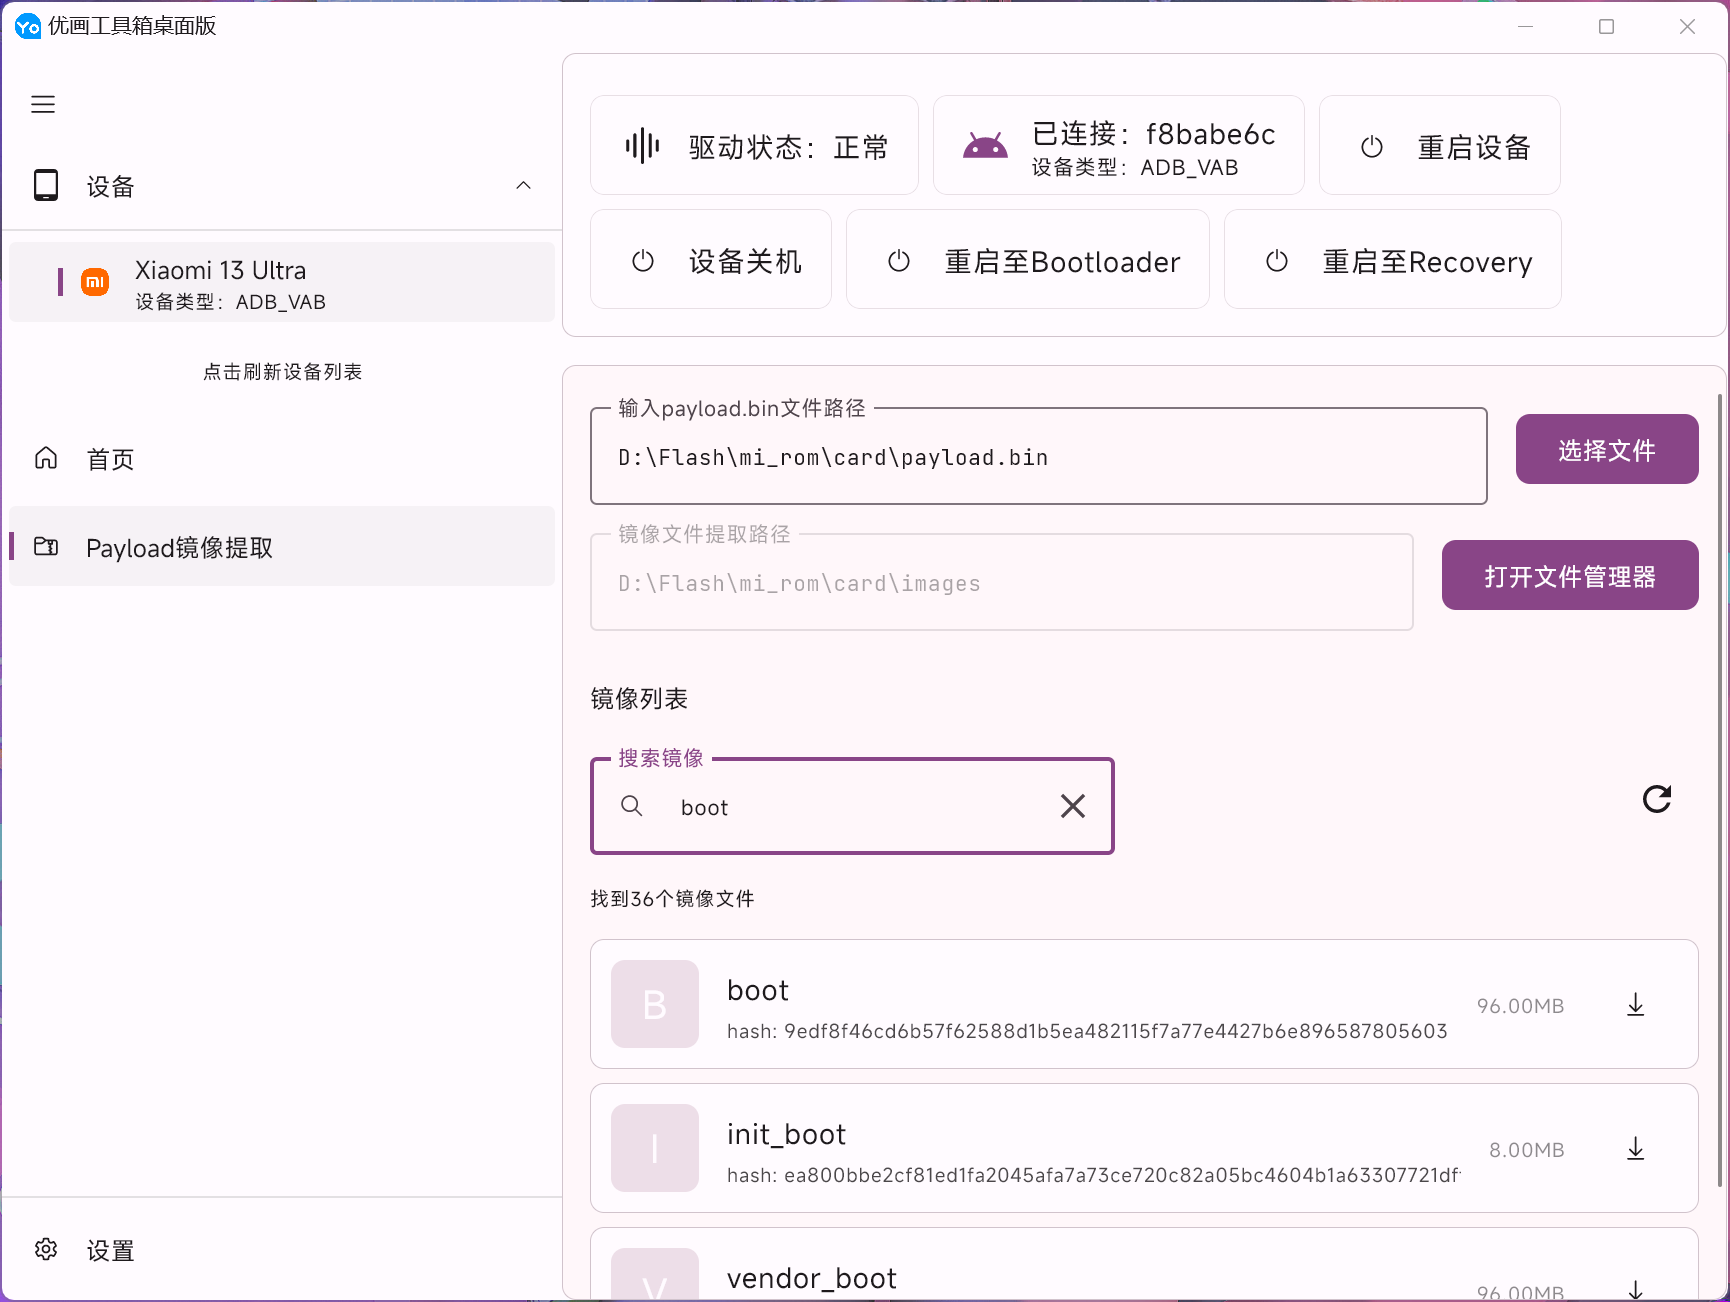 Yo 优画工具箱桌面版
设备
Xiaomi 13 Ultra
设备类型：ADB_VAB
点击刷新设备列表
首页
Payload镜像提取
设置
驱动状态：正常
已连接：f8babe6c
设备类型：ADB_VAB
重启设备
设备关机
重启至Bootloader
重启至Recovery
输入payload.bin文件路径
D:\Flash\mi_rom\card\payload.bin
选择文件
镜像文件提取路径
D:\Flash\mi_rom\card\images
打开文件管理器
镜像列表
搜索镜像
boot
找到36个镜像文件
B
boot
hash: 9edf8f46cd6b57f62588d1b5ea482115f7a77e4427b6e896587805603
96.00MB
I
init_boot
hash: ea800bbe2cf81ed1fa2045afa7a73ce720c82a05bc4604b1a63307721df
8.00MB
V
vendor_boot
96.00MB